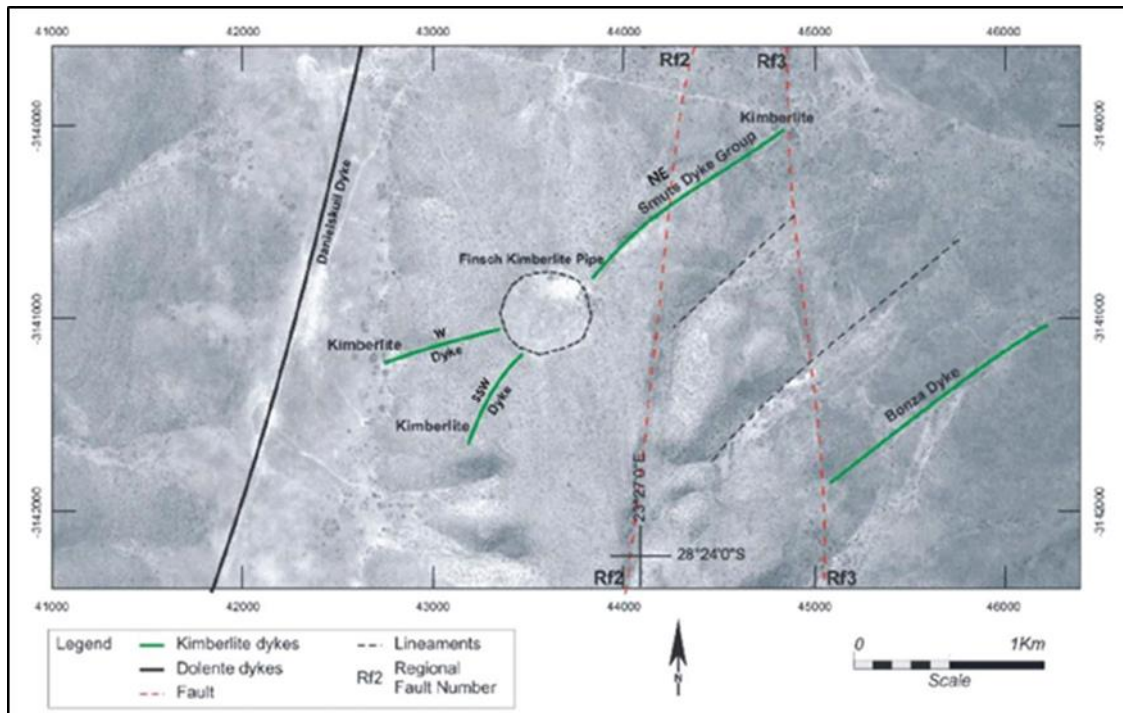 41000 42000 43000 44000 45000 46000
Rf2 Rf3
-3140000 -3140000
Kimberlite
NE
Smuts Dyke Group
Danielskuil Dyke
Finsch Kimberlite Pipe
-3141000 -3141000
W
Dyke
Kimberlite
SSW
Dyke
Kimberlite
Bonza Dyke
-3142000 -3142000
23°27'0"E
28°24'0"S
Rf2 Rf3
41000 42000 43000 44000 45000 46000
Legend
Kimberlite dykes
Dolente dykes
Fault
Lineaments
Rf2 Regional
Fault Number
N
0 1Km
Scale